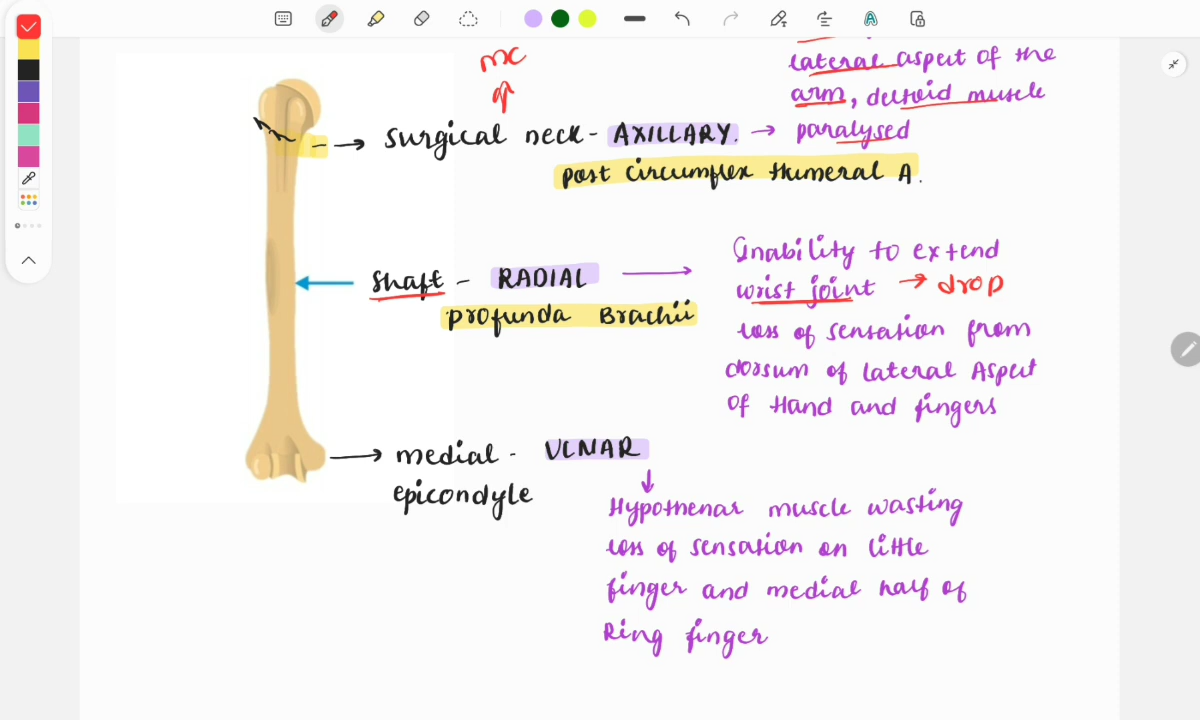 mc
lateral aspect of the
arm, deltoid muscle
surgical neck - AXILLARY. → paralysed
post circumflex Humeral A.
Shaft - RADIAL → Inability to extend
wrist joint → drop
profunda Brachii
loss of sensation from
dorsum of lateral Aspect
of Hand and fingers
→ medial - ULNAR
epicondyle
Hypothenar muscle wasting
loss of sensation on little
finger and medial half of
Ring finger